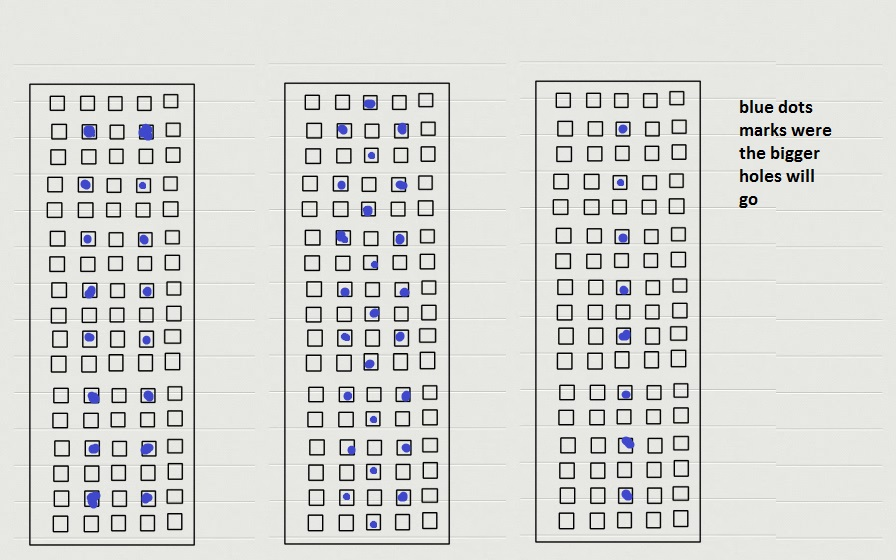 blue dots
marks were
the bigger
holes will
go